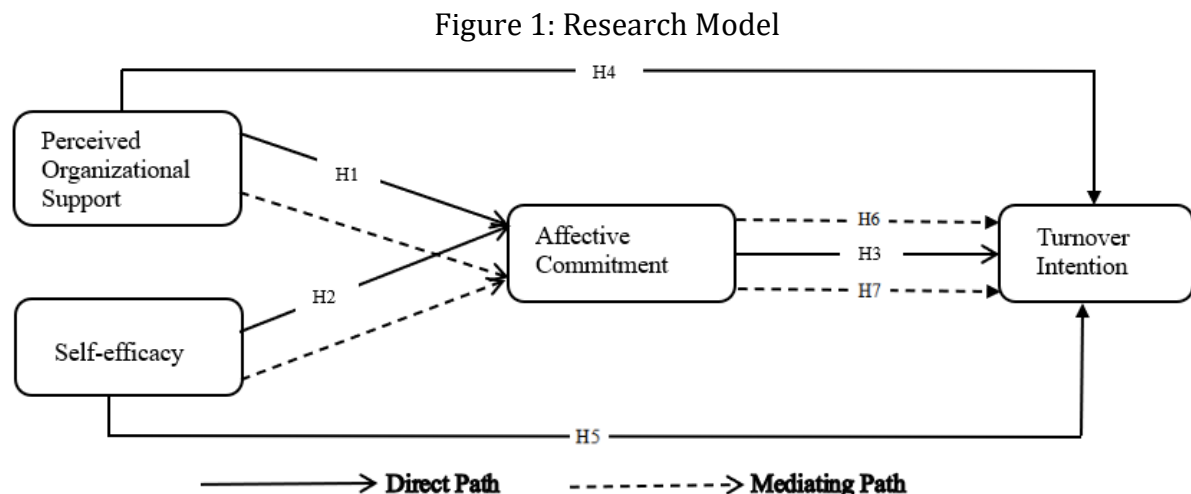 Figure 1: Research Model
H4
Perceived
Organizational
Support
H1
Affective
Commitment
H6
H3
H7
Turnover
Intention
H2
Self-efficacy
H5
Direct Path
Mediating Path